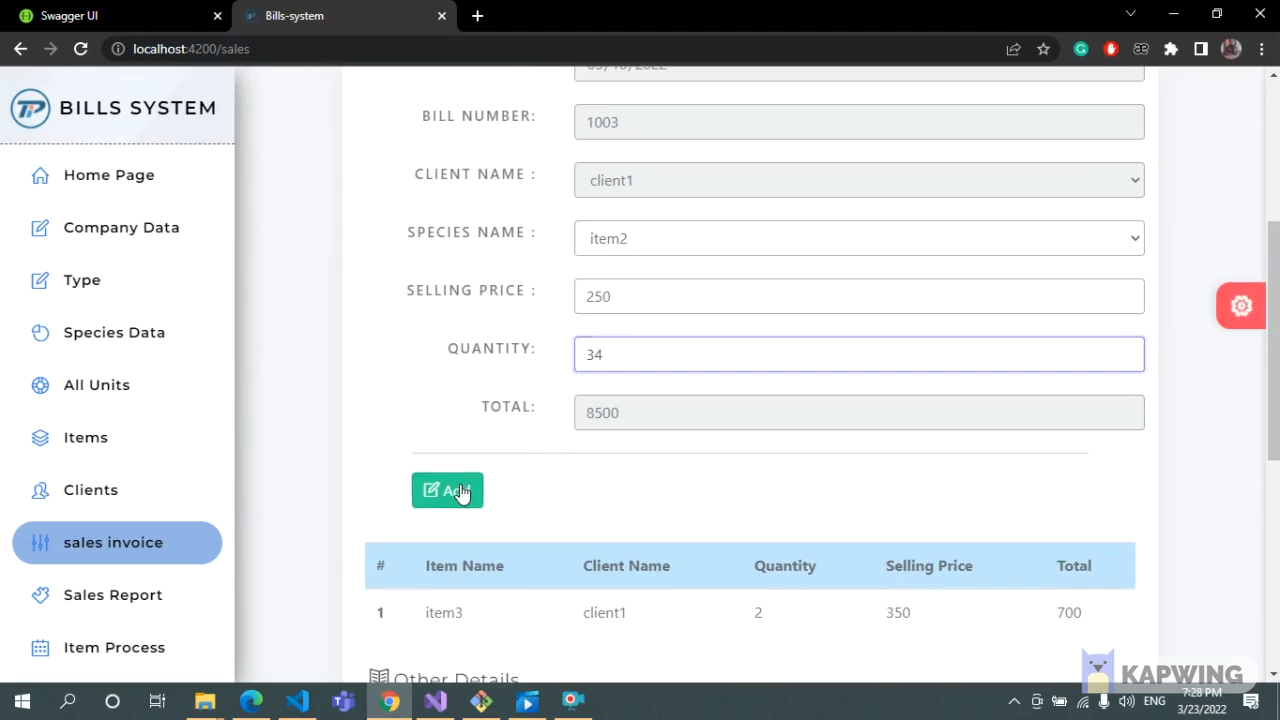 Swagger UI
Bills-system
localhost:4200/sales
BILLS SYSTEM
Home Page
Company Data
Type
Species Data
All Units
Items
Clients
sales invoice
Sales Report
Item Process
BILL NUMBER:
1003
CLIENT NAME :
client1
SPECIES NAME :
item2
SELLING PRICE :
250
QUANTITY:
34
TOTAL:
8500
# Item Name Client Name Quantity Selling Price Total
1 item3 client1 2 350 700
Other Details
KAPWING
ENG
7:28 PM
3/23/2022